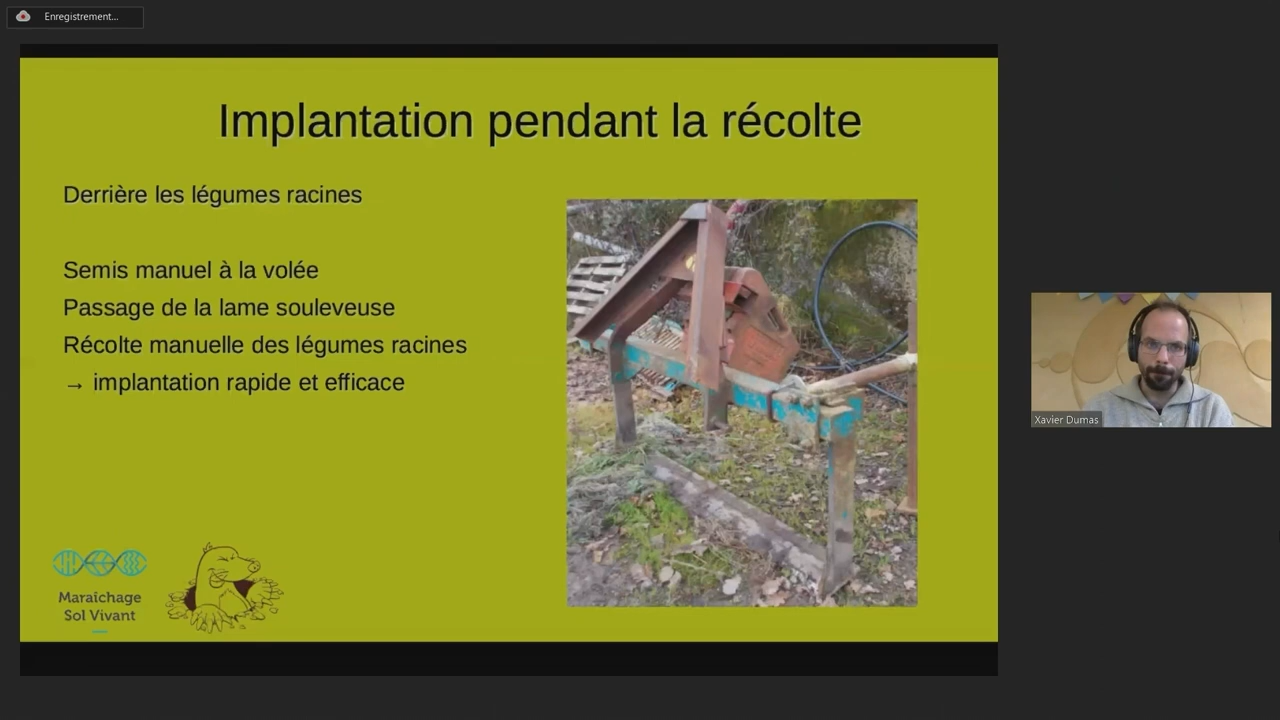 Enregistrement...
Implantation pendant la récolte
Derrière les légumes racines
Semis manuel à la volée
Passage de la lame souleveuse
Récolte manuelle des légumes racines
→ implantation rapide et efficace
Maraîchage
Sol Vivant
Xavier Dumas